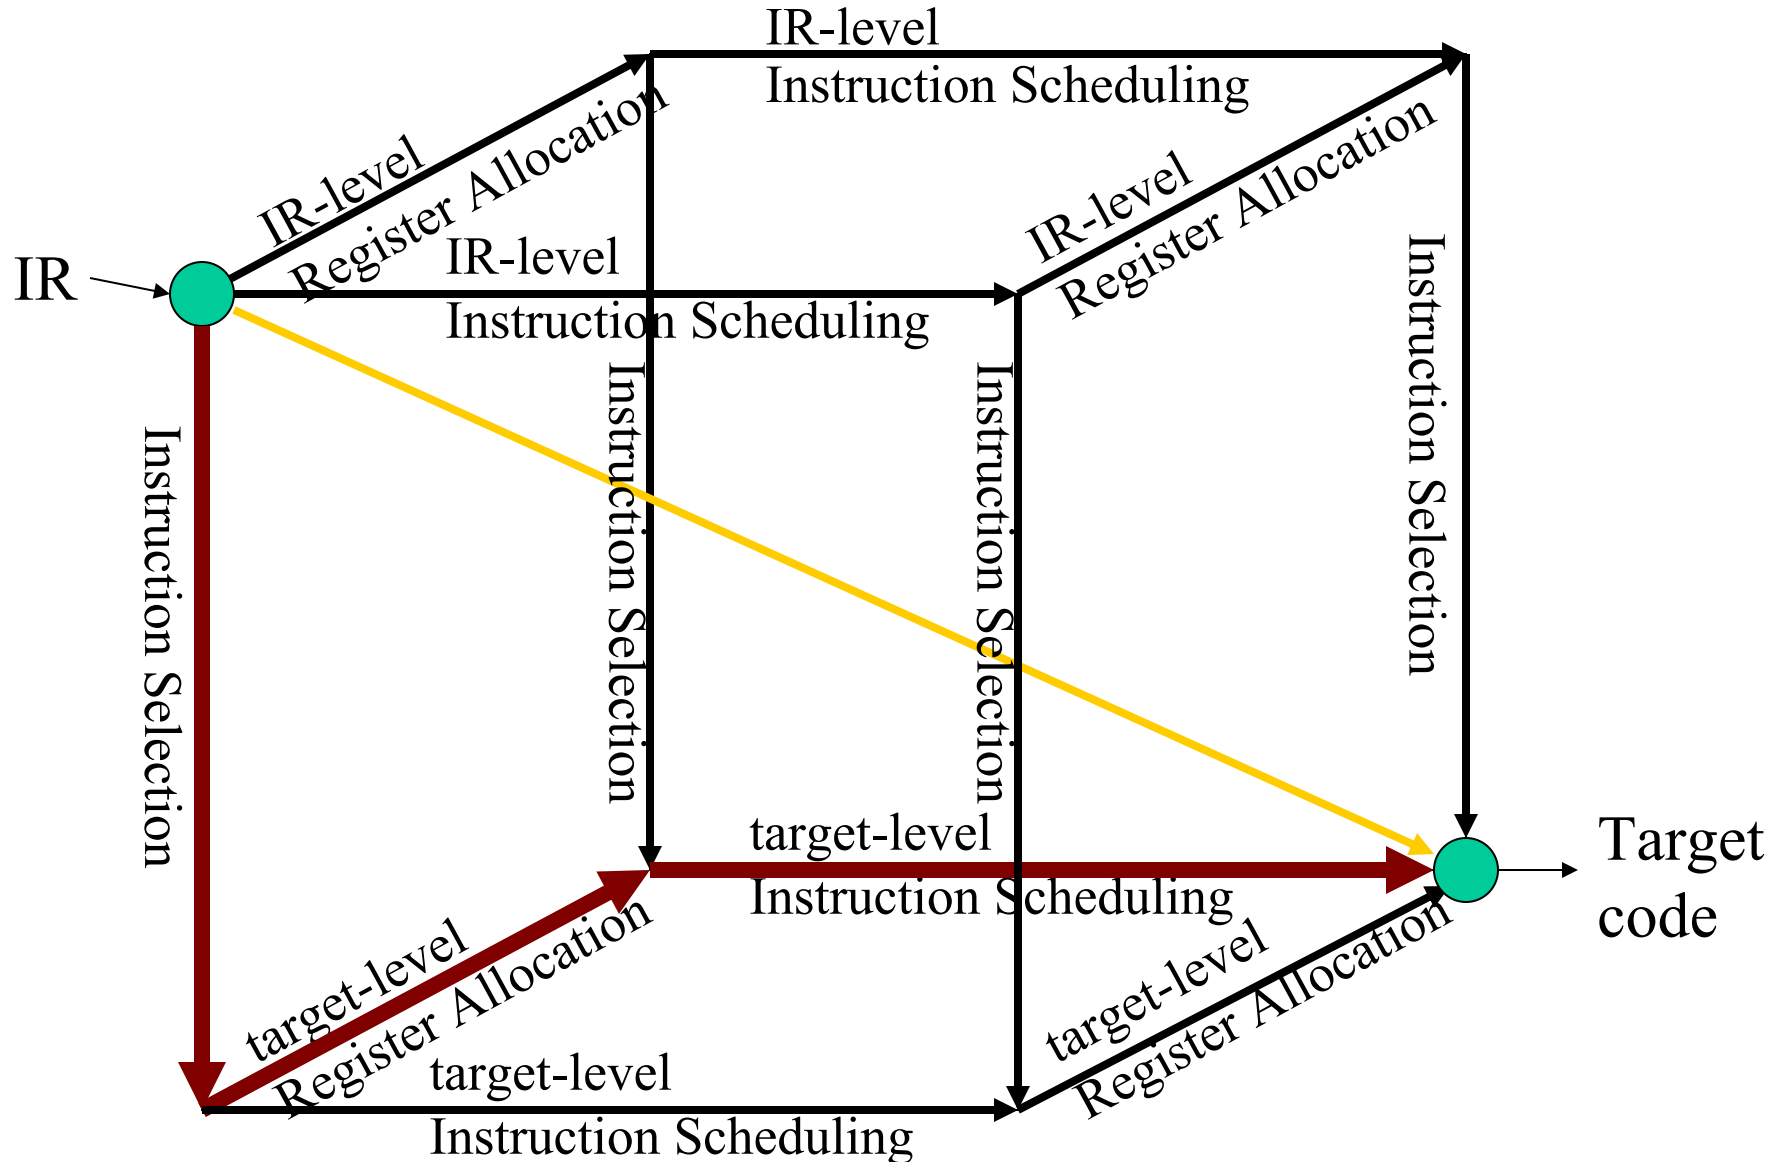 IR-level
Instruction Scheduling
IR-level
Register Allocation
IR-level
Register Allocation
IR
IR-level
Instruction Scheduling
Instruction Selection
Instruction Selection
Instruction Selection
Instruction Selection
target-level
Instruction Scheduling
Target
code
target-level
Register Allocation
target-level
Register Allocation
target-level
Instruction Scheduling